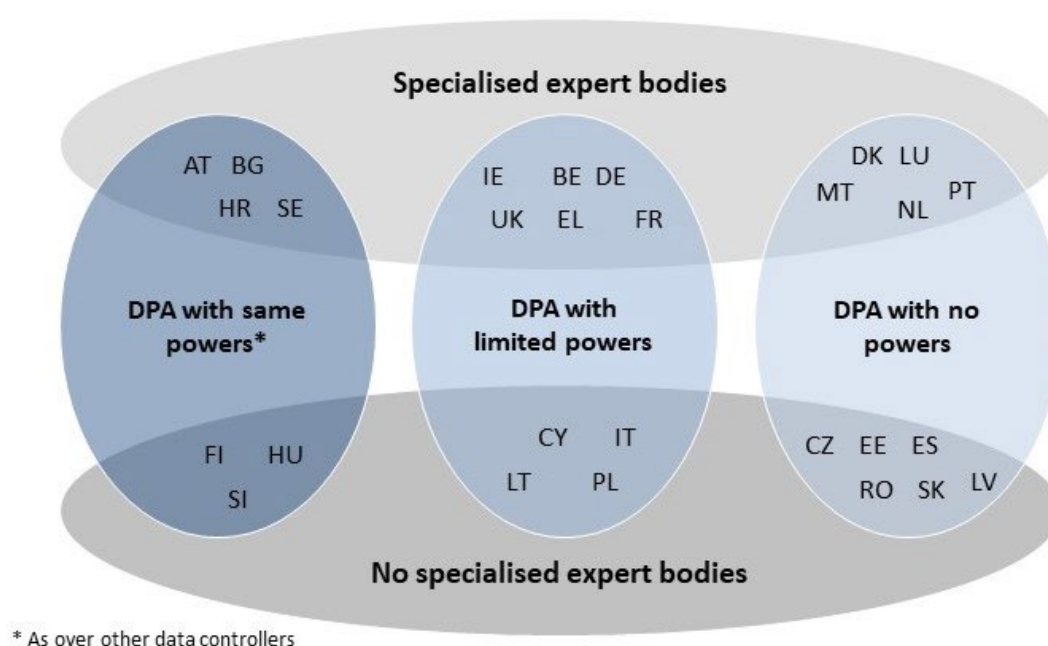 Specialised expert bodies
AT BG
HR SE
IE BE DE
UK EL FR
DK LU
MT PT
NL
DPA with same
powers*
DPA with
limited powers
DPA with no
powers
FI HU
SI
CY IT
LT PL
CZ EE ES
RO SK LV
No specialised expert bodies
* As over other data controllers